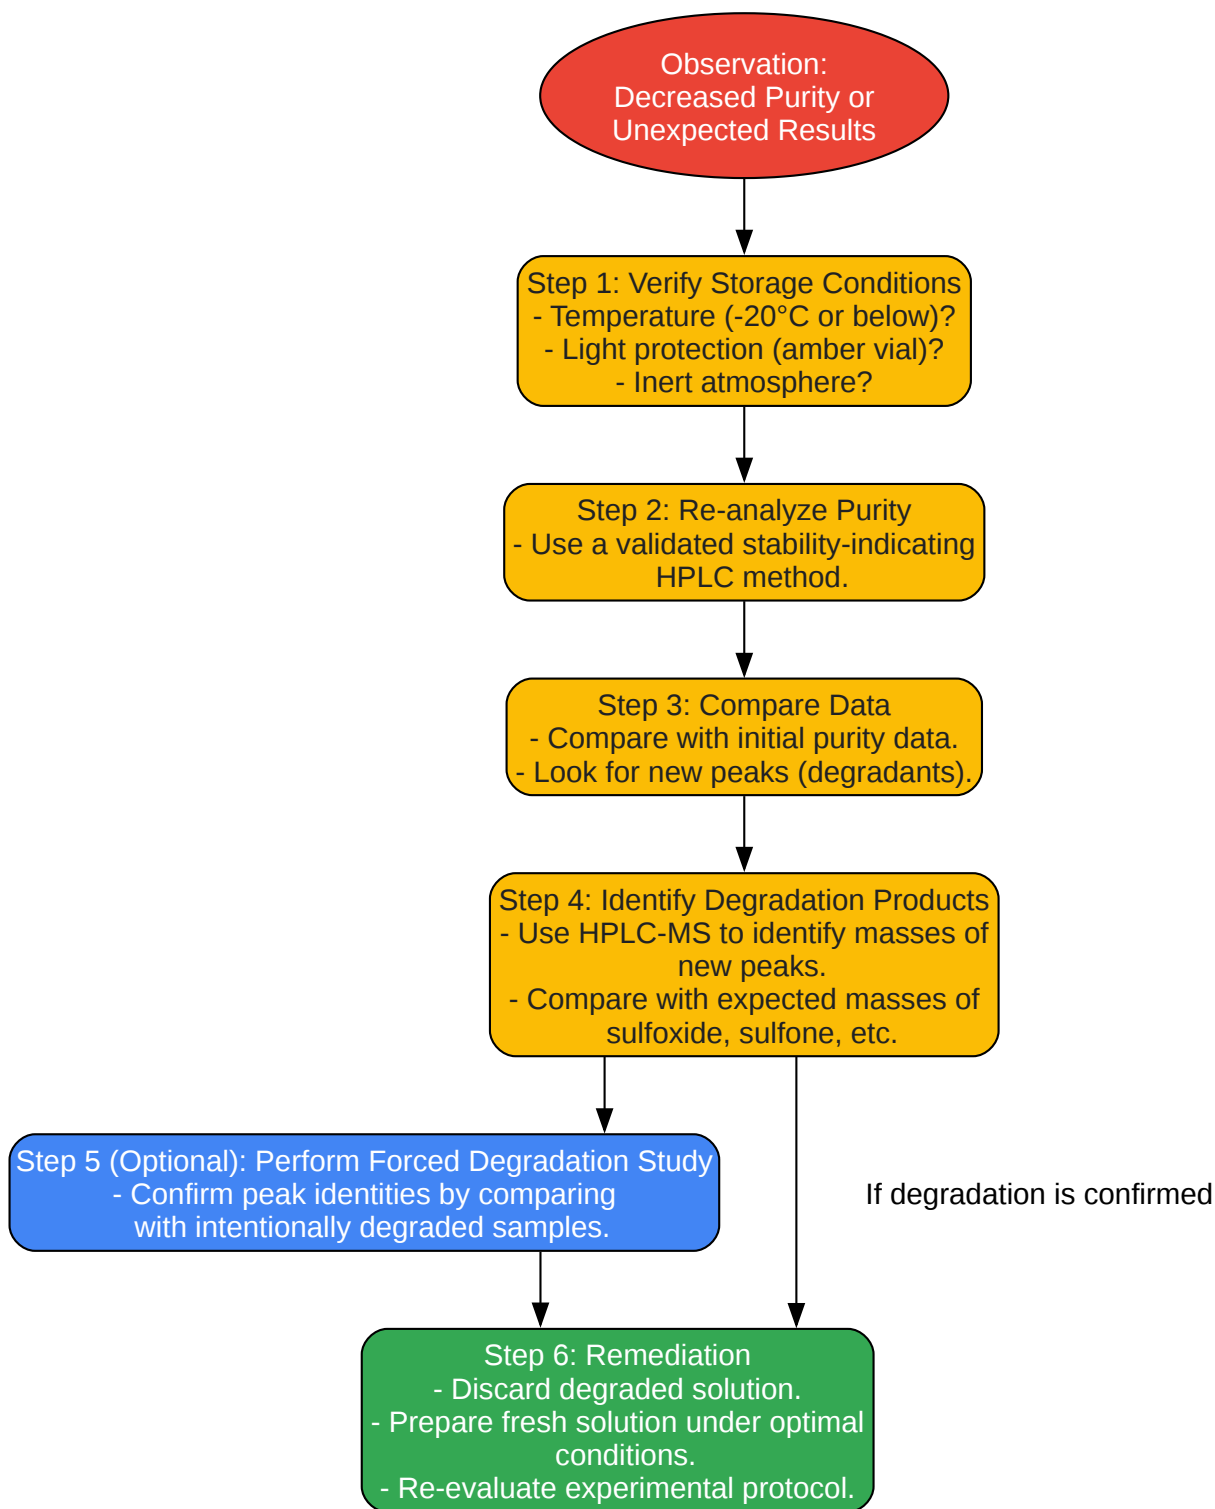 Observation:
Decreased Purity or
Unexpected Results
Step 1: Verify Storage Conditions
- Temperature (-20°C or below)?
- Light protection (amber vial)?
- Inert atmosphere?
Step 2: Re-analyze Purity
- Use a validated stability-indicating
HPLC method.
Step 3: Compare Data
- Compare with initial purity data.
- Look for new peaks (degradants).
Step 4: Identify Degradation Products
- Use HPLC-MS to identify masses of
new peaks.
- Compare with expected masses of
sulfoxide, sulfone, etc.
Step 5 (Optional): Perform Forced Degradation Study
- Confirm peak identities by comparing
with intentionally degraded samples.
If degradation is confirmed
Step 6: Remediation
- Discard degraded solution.
- Prepare fresh solution under optimal
conditions.
- Re-evaluate experimental protocol.